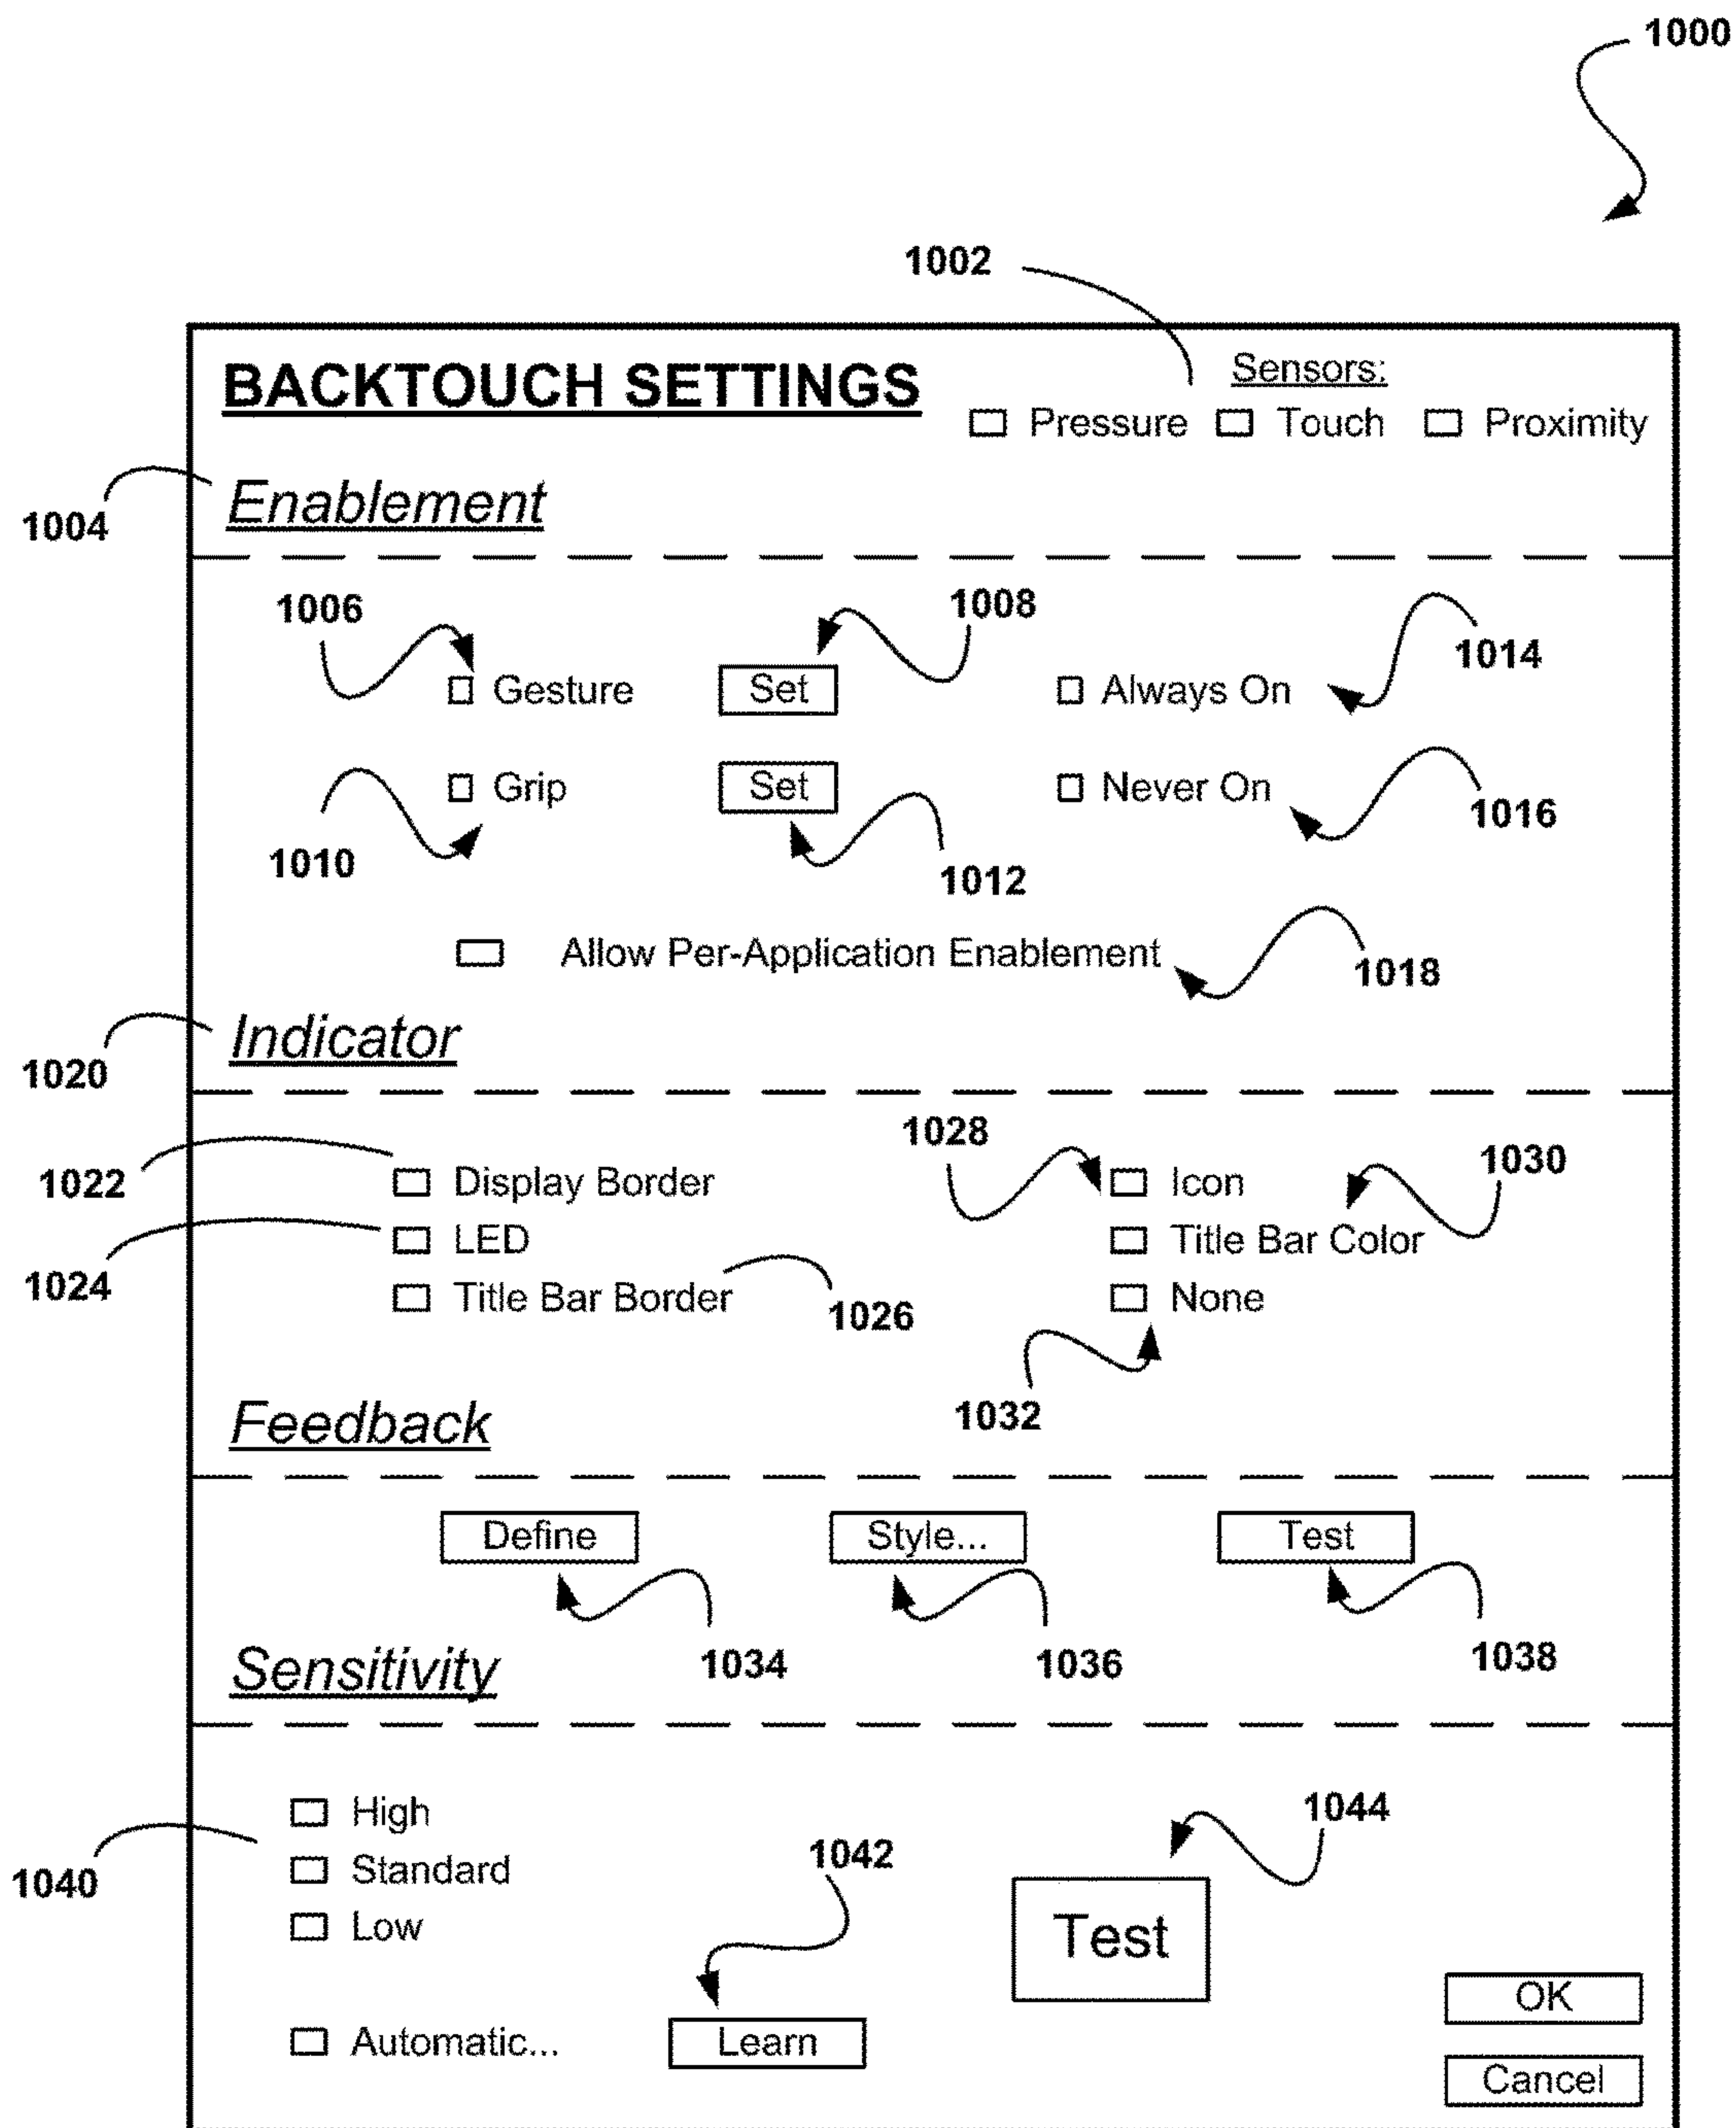 1000
1002
BACKTOUCH SETTINGS
Sensors:
Pressure Touch Proximity
1004
Enablement
1006
1008
1014
Gesture Set Always On
Grip Set Never On
1010
1012
1016
Allow Per-Application Enablement
1018
1020
Indicator
1028
1030
1022
Display Border Icon
1024
LED Title Bar Color
Title Bar Border None
1026
1032
Feedback
Define Style... Test
1034
1036
1038
Sensitivity
1044
High
1040
Standard
1042
Low
Test
OK
Automatic... Learn
Cancel